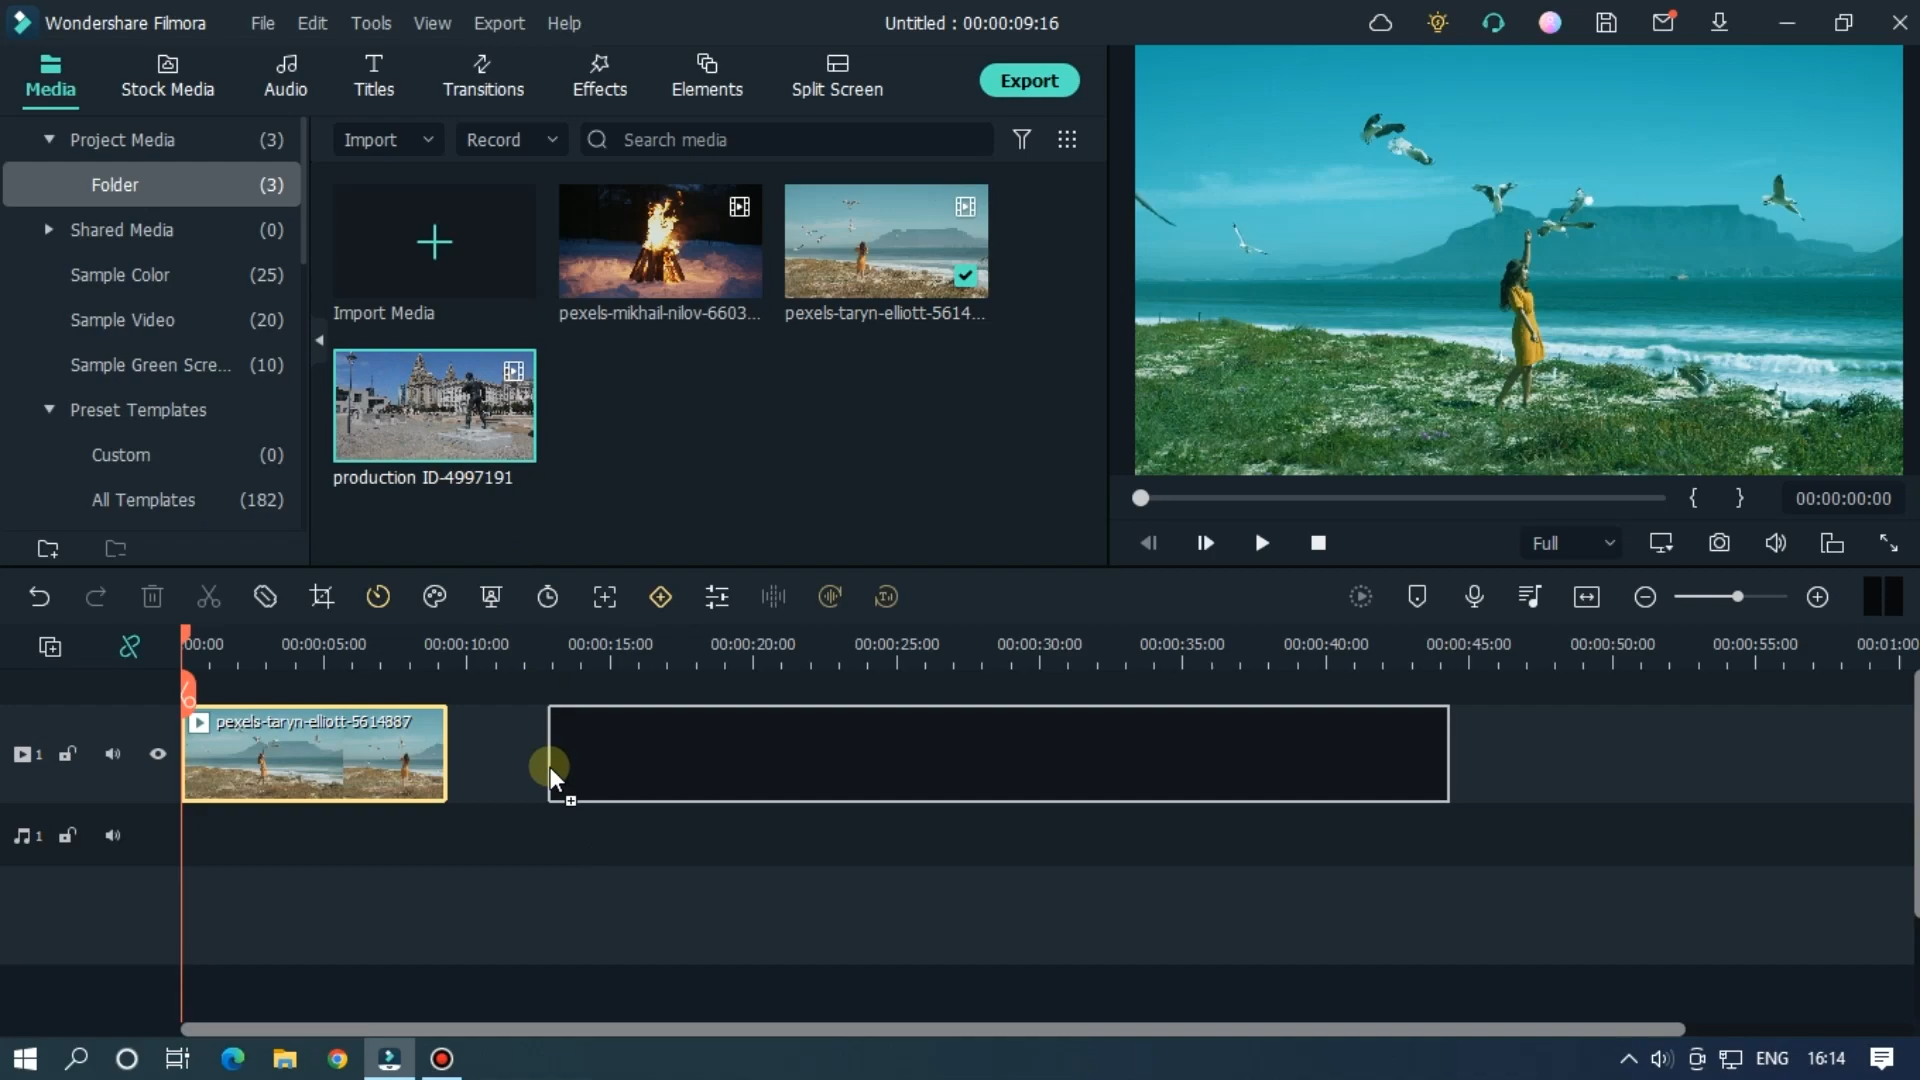 Wondershare Filmora File Edit Tools View Export Help Untitled : 00:00:09:16
Media Stock Media Audio Titles Transitions Effects Elements Split Screen Export
Project Media (3)
Folder (3)
Shared Media (0)
Sample Color (25)
Sample Video (20)
Sample Green Scre... (10)
Preset Templates
Custom (0)
All Templates (182)
Import Record Search media
Import Media pexels-mikhail-nilov-6603... pexels-taryn-elliott-5614...
production ID-4997191
{ } 00:00:00:00
Full
00:00 00:00:05:00 00:00:10:00 00:00:15:00 00:00:20:00 00:00:25:00 00:00:30:00 00:00:35:00 00:00:40:00 00:00:45:00 00:00:50:00 00:00:55:00 00:01:00
pexels-taryn-elliott-5614887
1
1
ENG 16:14